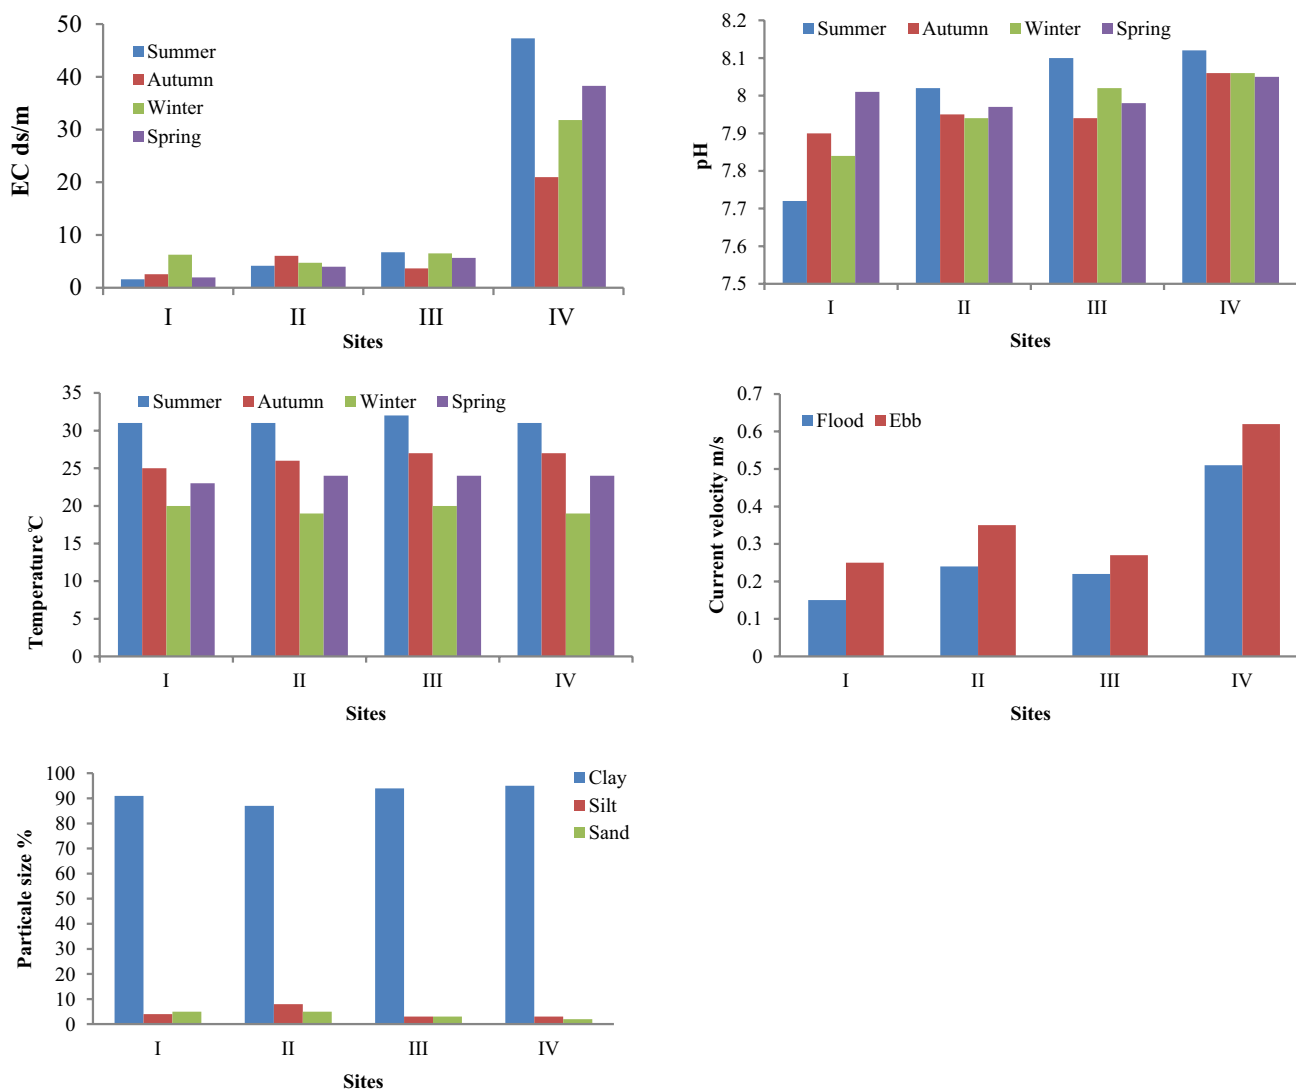 EC ds/m
50
40
30
20
10
0
Summer
Autumn
Winter
Spring
I II III IV
Sites
pH
8.2
8.1
8
7.9
7.8
7.7
7.6
7.5
Summer Autumn Winter Spring
I II III IV
Sites
Temperature°C
35
30
25
20
15
10
5
0
Summer Autumn Winter Spring
I II III IV
Sites
Current velocity m/s
0.7
0.6
0.5
0.4
0.3
0.2
0.1
0
Flood Ebb
I II III IV
Sites
Particale size %
100
90
80
70
60
50
40
30
20
10
0
Clay
Silt
Sand
I II III IV
Sites